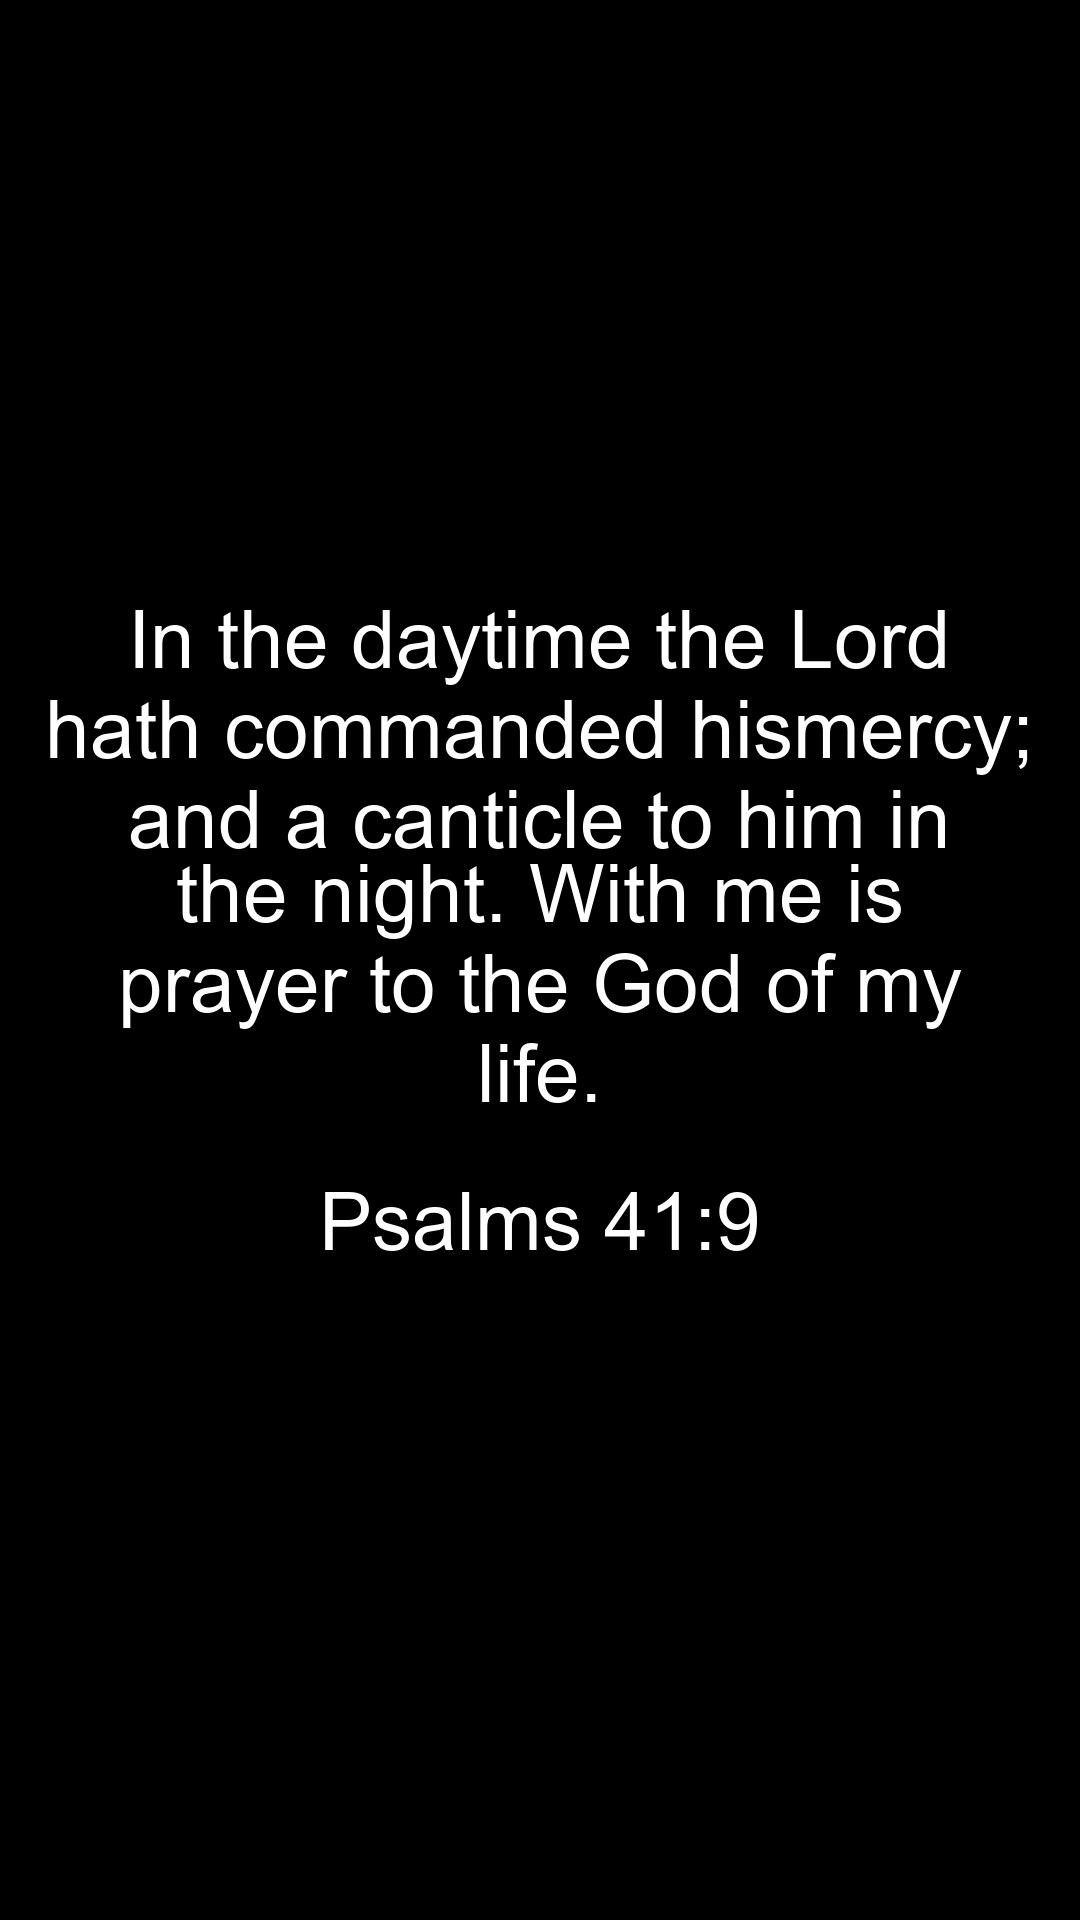 In the daytime the Lord
hath commanded hismercy;
and a canticle to him in
the night. With me is
prayer to the God of my
life.
Psalms 41:9